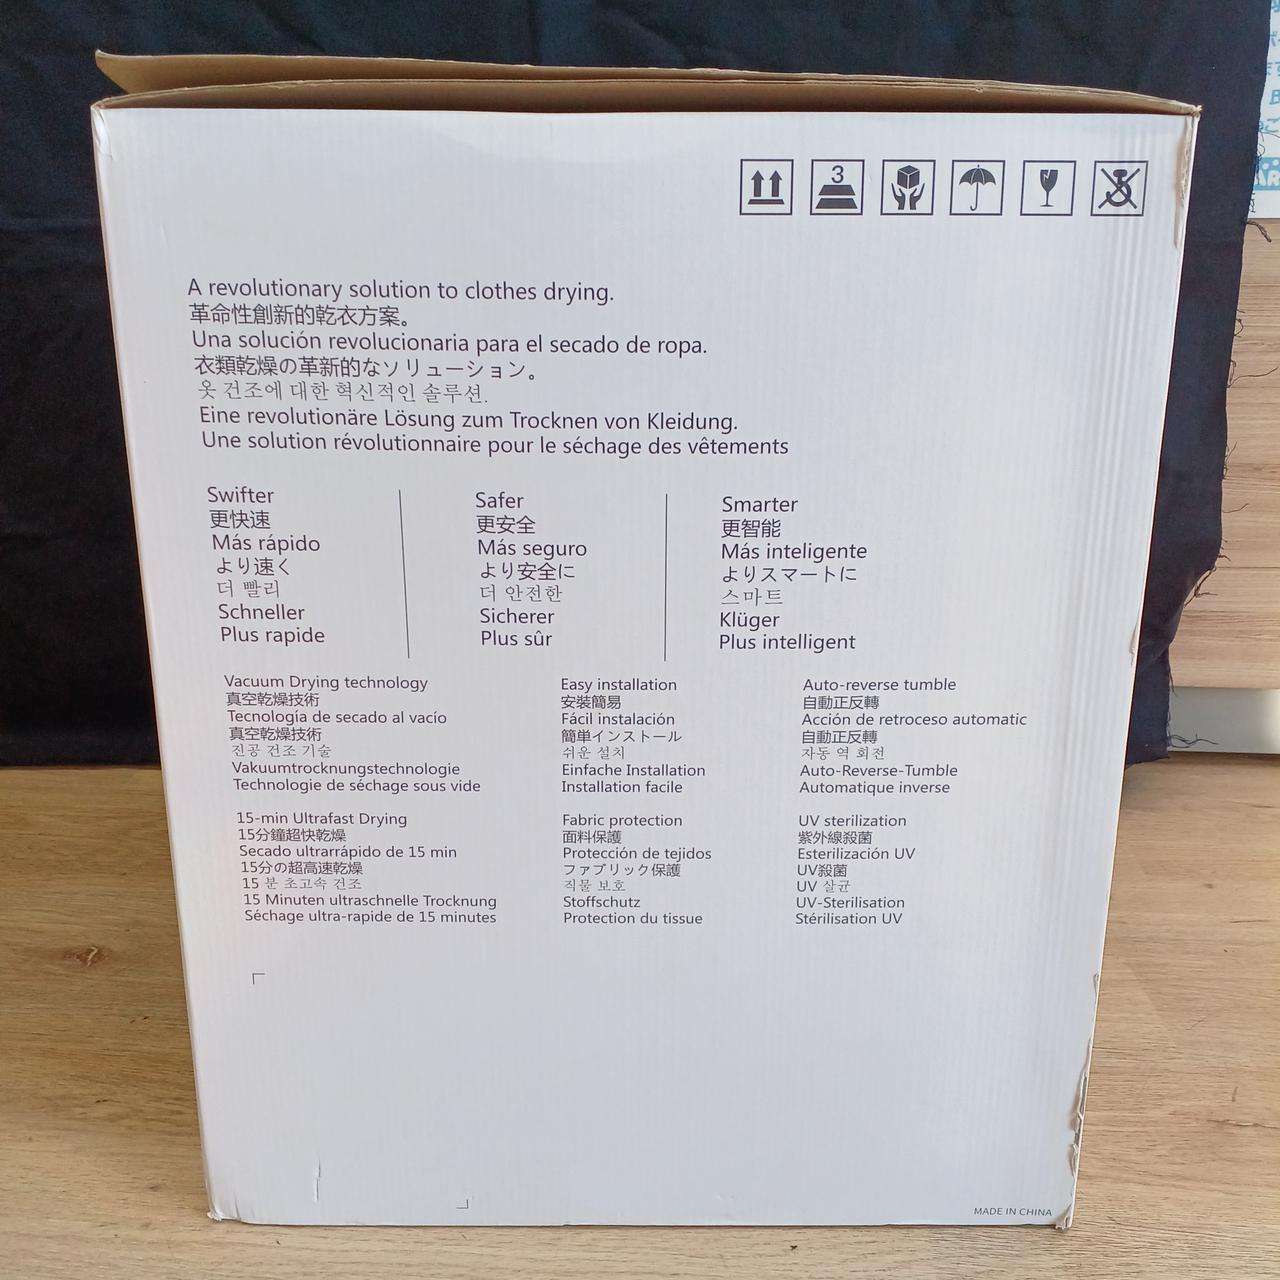 3
A revolutionary solution to clothes drying.
革命性創新的乾衣方案。
Una solución revolucionaria para el secado de ropa.
衣類乾燥の革新的なソリューション。
옷 건조에 대한 혁신적인 솔루션.
Eine revolutionäre Lösung zum Trocknen von Kleidung.
Une solution révolutionnaire pour le séchage des vêtements
Swifter
更快速
Más rápido
より速く
더 빨리
Schneller
Plus rapide
Safer
更安全
Más seguro
より安全に
더 안전한
Sicherer
Plus sûr
Smarter
更智能
Más inteligente
よりスマートに
스마트
Klüger
Plus intelligent
Vacuum Drying technology
真空乾燥技術
Tecnología de secado al vacío
真空乾燥技術
진공 건조 기술
Vakuumtrocknungstechnologie
Technologie de séchage sous vide
Easy installation
安裝簡易
Fácil instalación
簡単インストール
쉬운 설치
Einfache Installation
Installation facile
Auto-reverse tumble
自動正反轉
Acción de retroceso automatic
自動正反轉
자동 역 회전
Auto-Reverse-Tumble
Automatique inverse
15-min Ultrafast Drying
15分鐘超快乾燥
Secado ultrarrápido de 15 min
15分の超高速乾燥
15 분 초고속 건조
15 Minuten ultraschnelle Trocknung
Séchage ultra-rapide de 15 minutes
Fabric protection
面料保護
Protección de tejidos
ファブリック保護
직물 보호
Stoffschutz
Protection du tissue
UV sterilization
紫外線殺菌
Esterilización UV
UV殺菌
UV 살균
UV-Sterilisation
Stérilisation UV
MADE IN CHINA